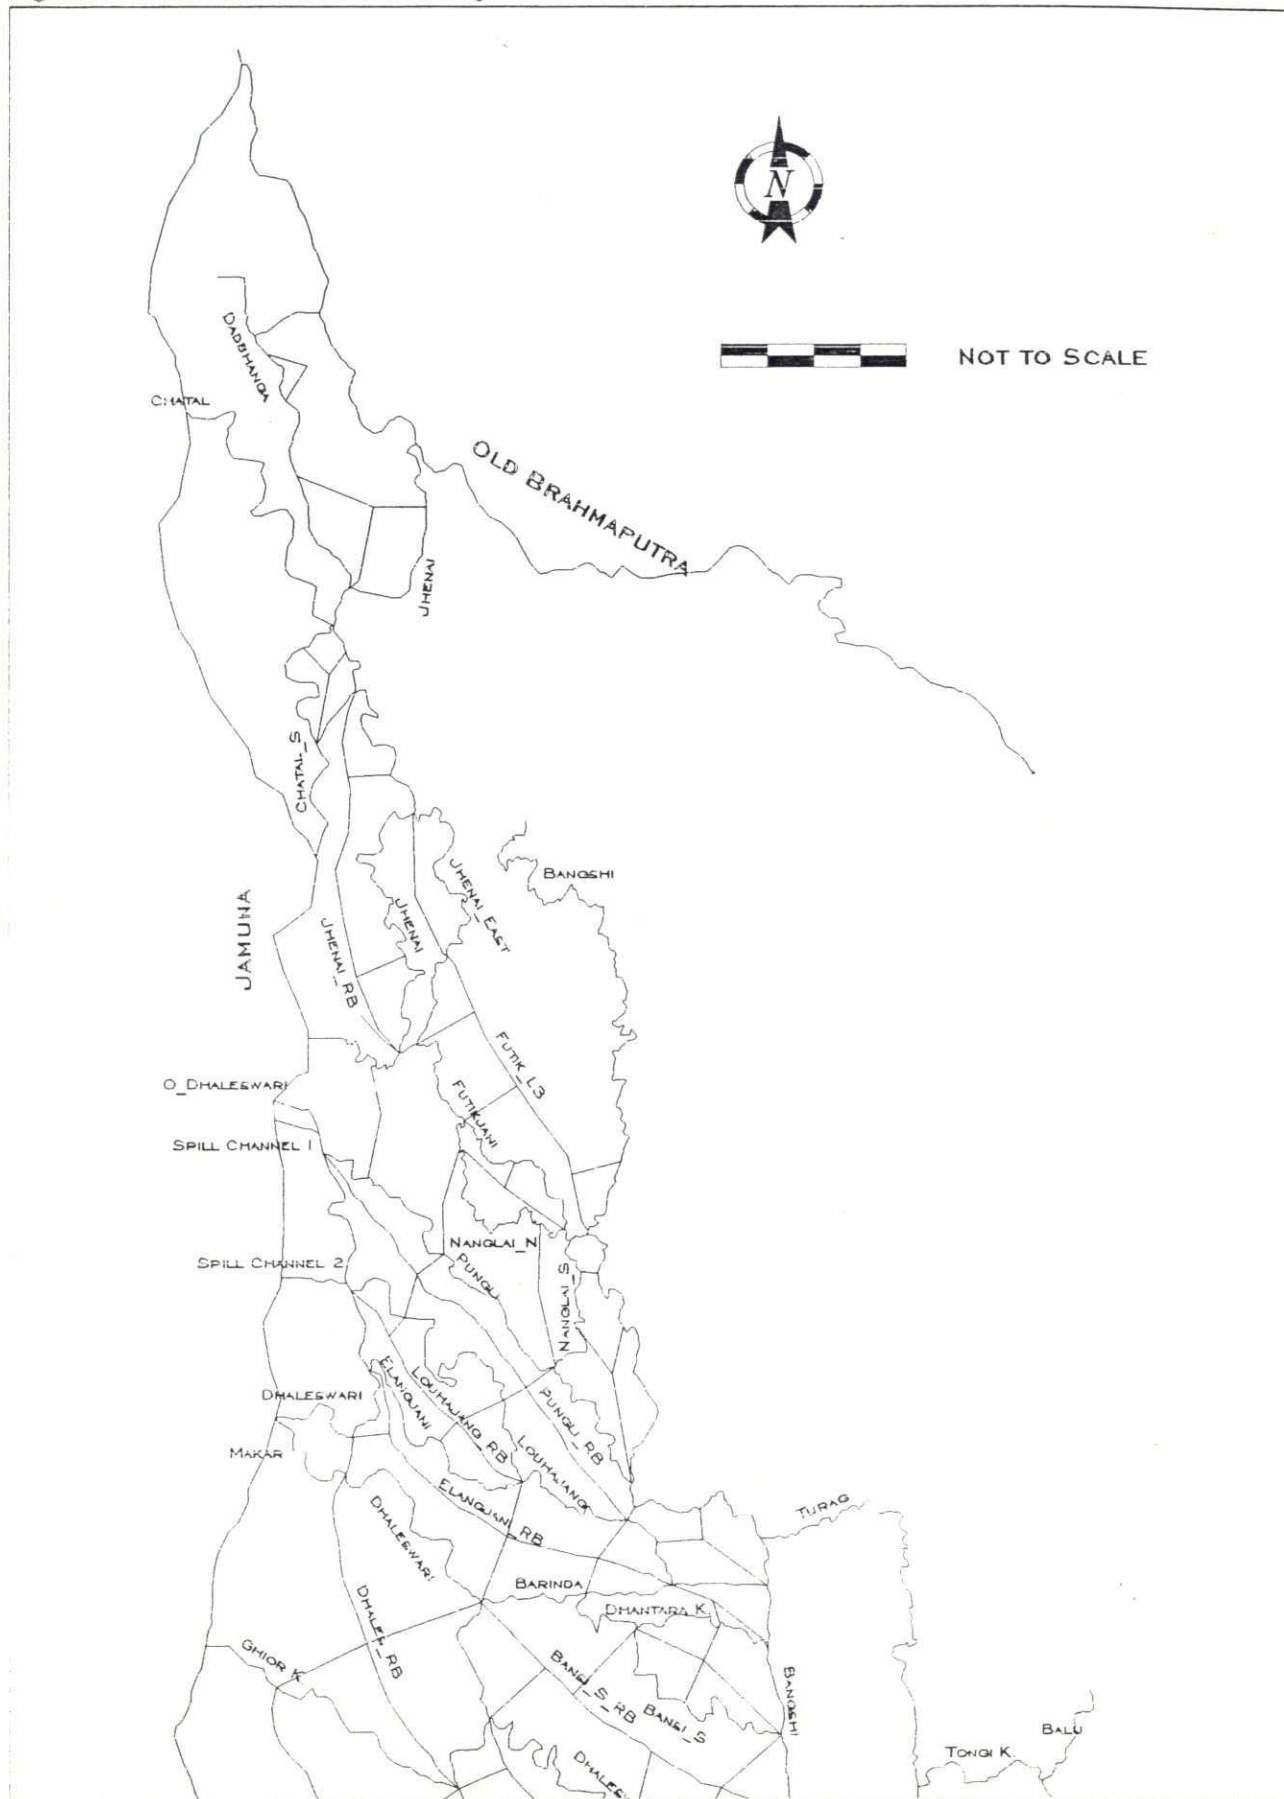 N
NOT TO SCALE
DADBHANGA
CHATAL
OLD BRAHMAPUTRA
JHENAI
CHATAL_S
BANGSHI
JHENAI_EAST
JHENAI
JAMUNA
JHENAI_RB
FUTIK_L3
O_DHALESWARI
FUTIKJANI
SPILL CHANNEL 1
NANGLAI_N
SPILL CHANNEL 2
PUNGLI
NANGLAI_S
ELANGJANI
LOUHAJANG_RB
DHALESWARI
PUNGLI_RB
LOUHAJANG
MAKAR
ELANGJANI_RB
TURAG
DHALESWARI
BARINDA
DHANTARA K.
DHALES_RB
GHIOR K
BANGSHI
BANSI_S_RB
BANSI_S
BALU
TONGI K.